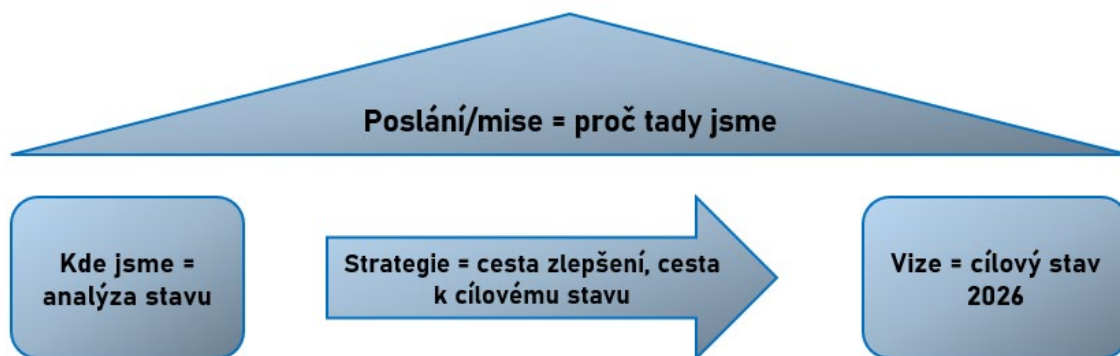 Poslání/mise = proč tady jsme
Kde jsme =
analýza stavu
Strategie = cesta zlepšení, cesta
k cílovému stavu
Vize = cílový stav
2026